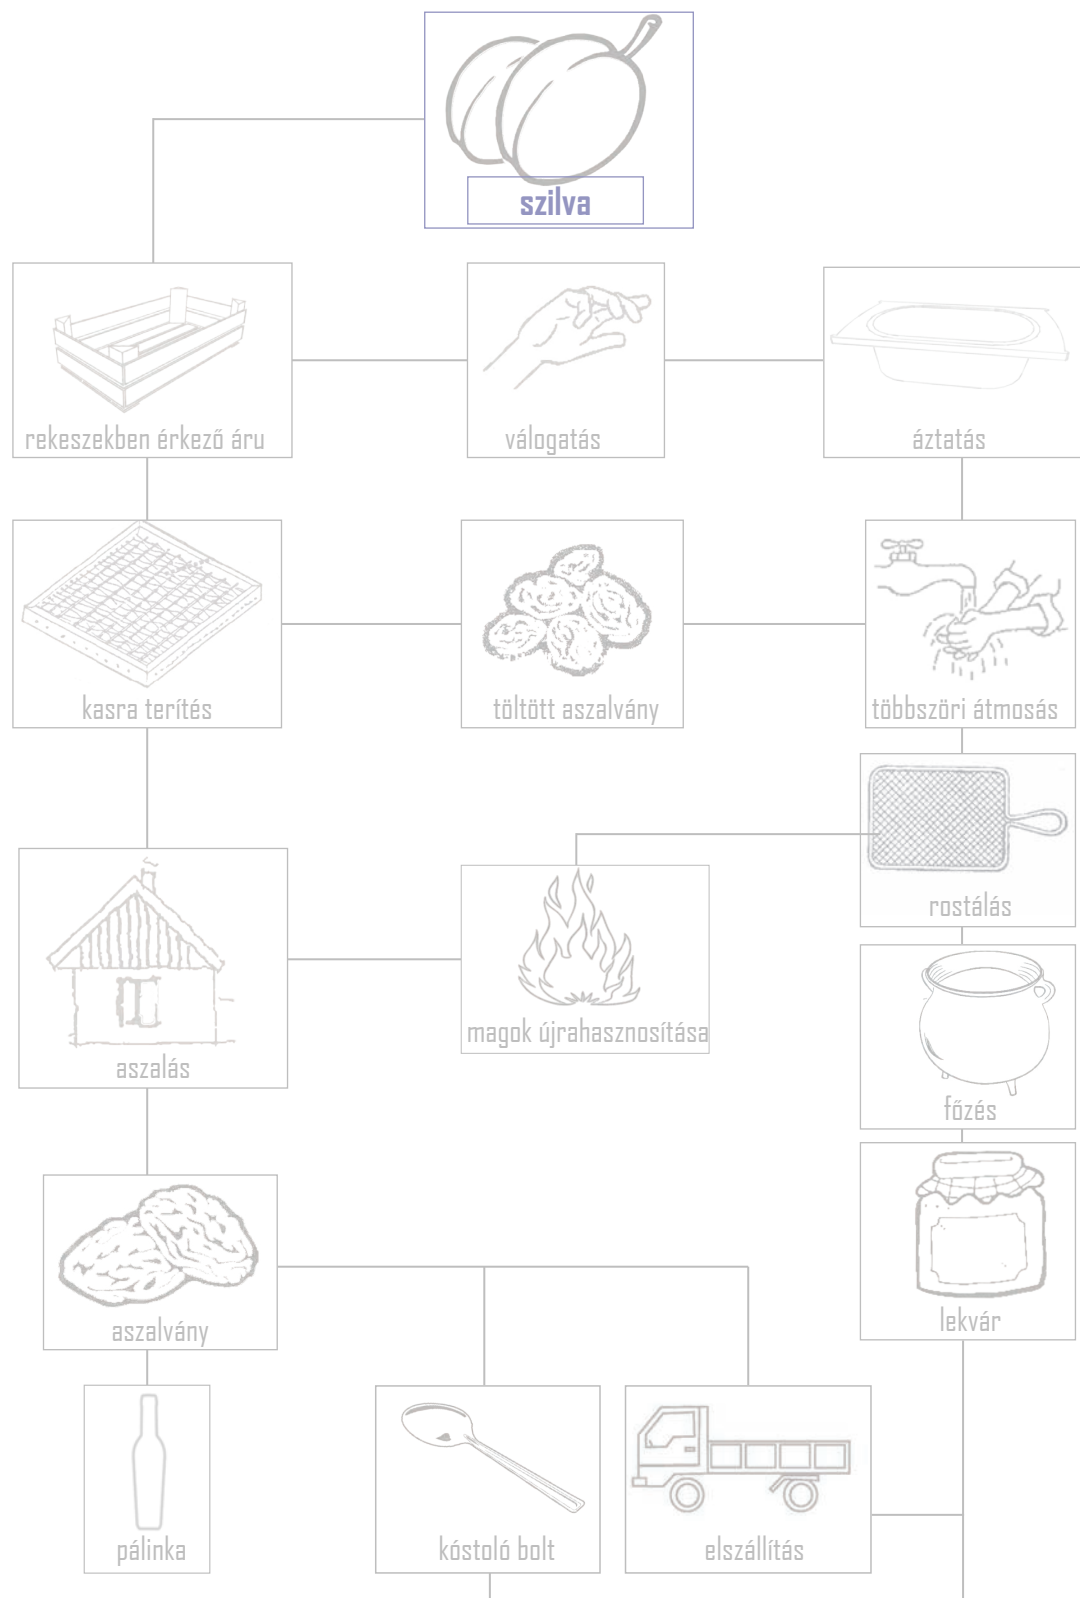 szilva
rekeszekben érkező áru
válogatás
áztatás
kasra terítés
töltött aszalvány
többszöri átmosás
rostálás
aszalás
magok újrahasznosítása
főzés
aszalvány
lekvár
pálinka
kóstoló bolt
elszállítás